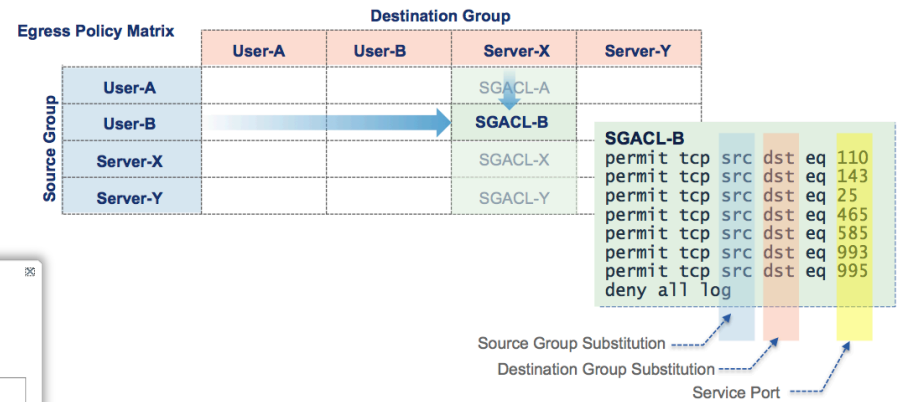 Destination Group
Egress Policy Matrix
User-A User-B Server-X Server-Y
Source Group
User-A SGACL-A
User-B SGACL-B
Server-X SGACL-X
Server-Y SGACL-Y
SGACL-B
permit tcp src dst eq 110
permit tcp src dst eq 143
permit tcp src dst eq 25
permit tcp src dst eq 465
permit tcp src dst eq 585
permit tcp src dst eq 993
permit tcp src dst eq 995
deny all log
Source Group Substitution
Destination Group Substitution
Service Port